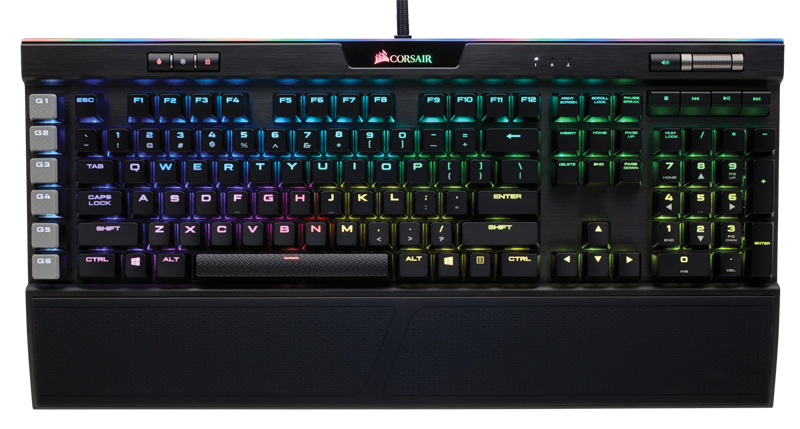 CORSAIR
G1 ESC F1 F2 F3 F4 F5 F6 F7 F8 F9 F10 F11 F12 PRINT SCREEN SCROLL LOCK PAUSE BREAK
G2 1 2 3 4 5 6 7 8 9 0 INSERT HOME PAGE UP NUM LOCK / * -
G3 TAB Q W E R T Y U I O P [ ] \ DELETE END PAGE DOWN 7 HOME 8 9 PG UP +
G4 CAPS LOCK A S D F G H J K L ; ENTER 4 5 6
G5 SHIFT Z X C V B N M , . / ? SHIFT 1 END 2 3 PG DN ENTER
G6 CTRL ALT ALT CTRL 0 INS . DEL